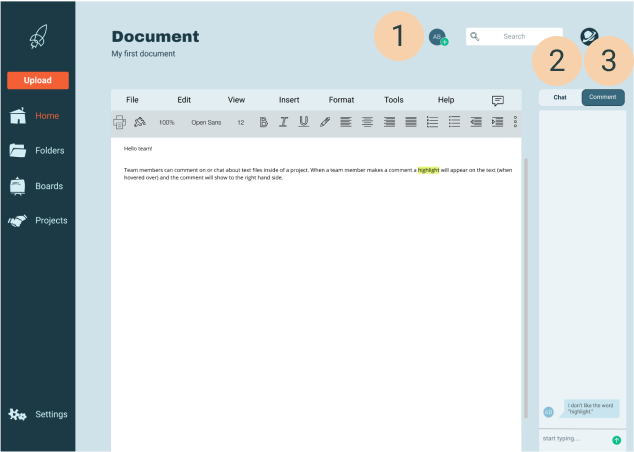 Document
My first document
1
AB
Search
2
3
Upload
Home
Folders
Boards
Projects
Settings
File Edit View Insert Format Tools Help
100% Open Sans 12 B I U
Hello team!
Team members can comment on or chat about text files inside of a project. When a team member makes a comment a highlight will appear on the text (when
hovered over) and the comment will show to the right hand side.
Chat
Comment
AB
I don't like the word
"highlight."
start typing...